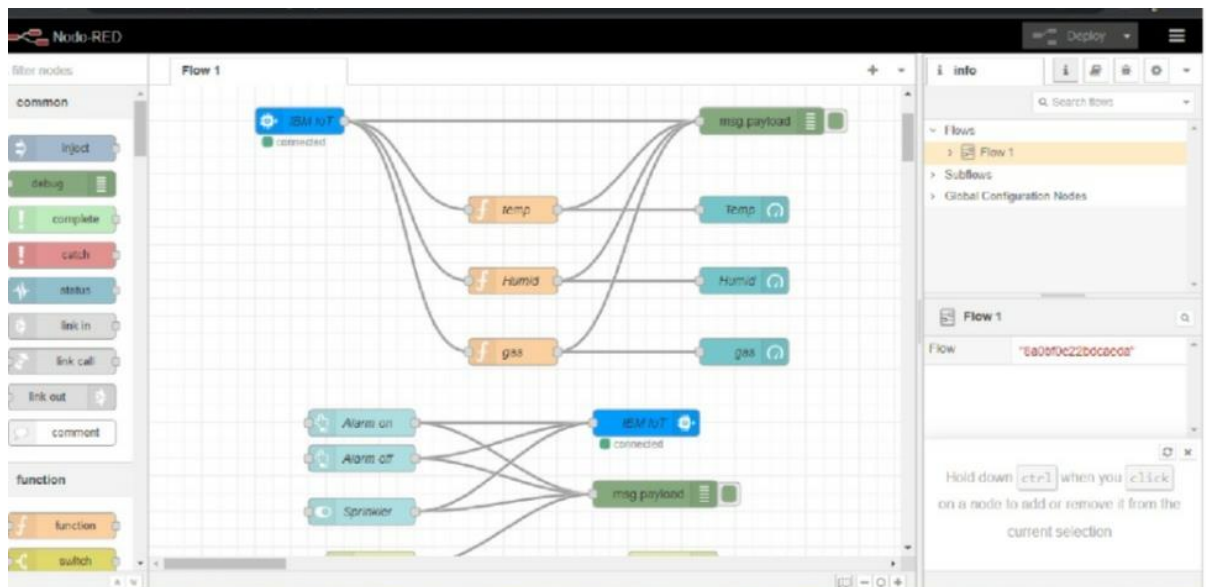 Nodo-RED
Deploy
filter nodes
Flow 1
info
common
Search flows
IBM IoT
msg.payload
connected
Flows
inject
Flow 1
debug
Subflows
temp
Temp
Global Configuration Nodes
complete
catch
Humid
Humid
status
link in
Flow 1
gas
gas
Flow
link call
link out
Alarm on
IBM IoT
comment
connected
Alarm off
Hold down ctrl when you click
function
msg.payload
on a node to add or remove it from the
Sprinkler
current selection
function
switch